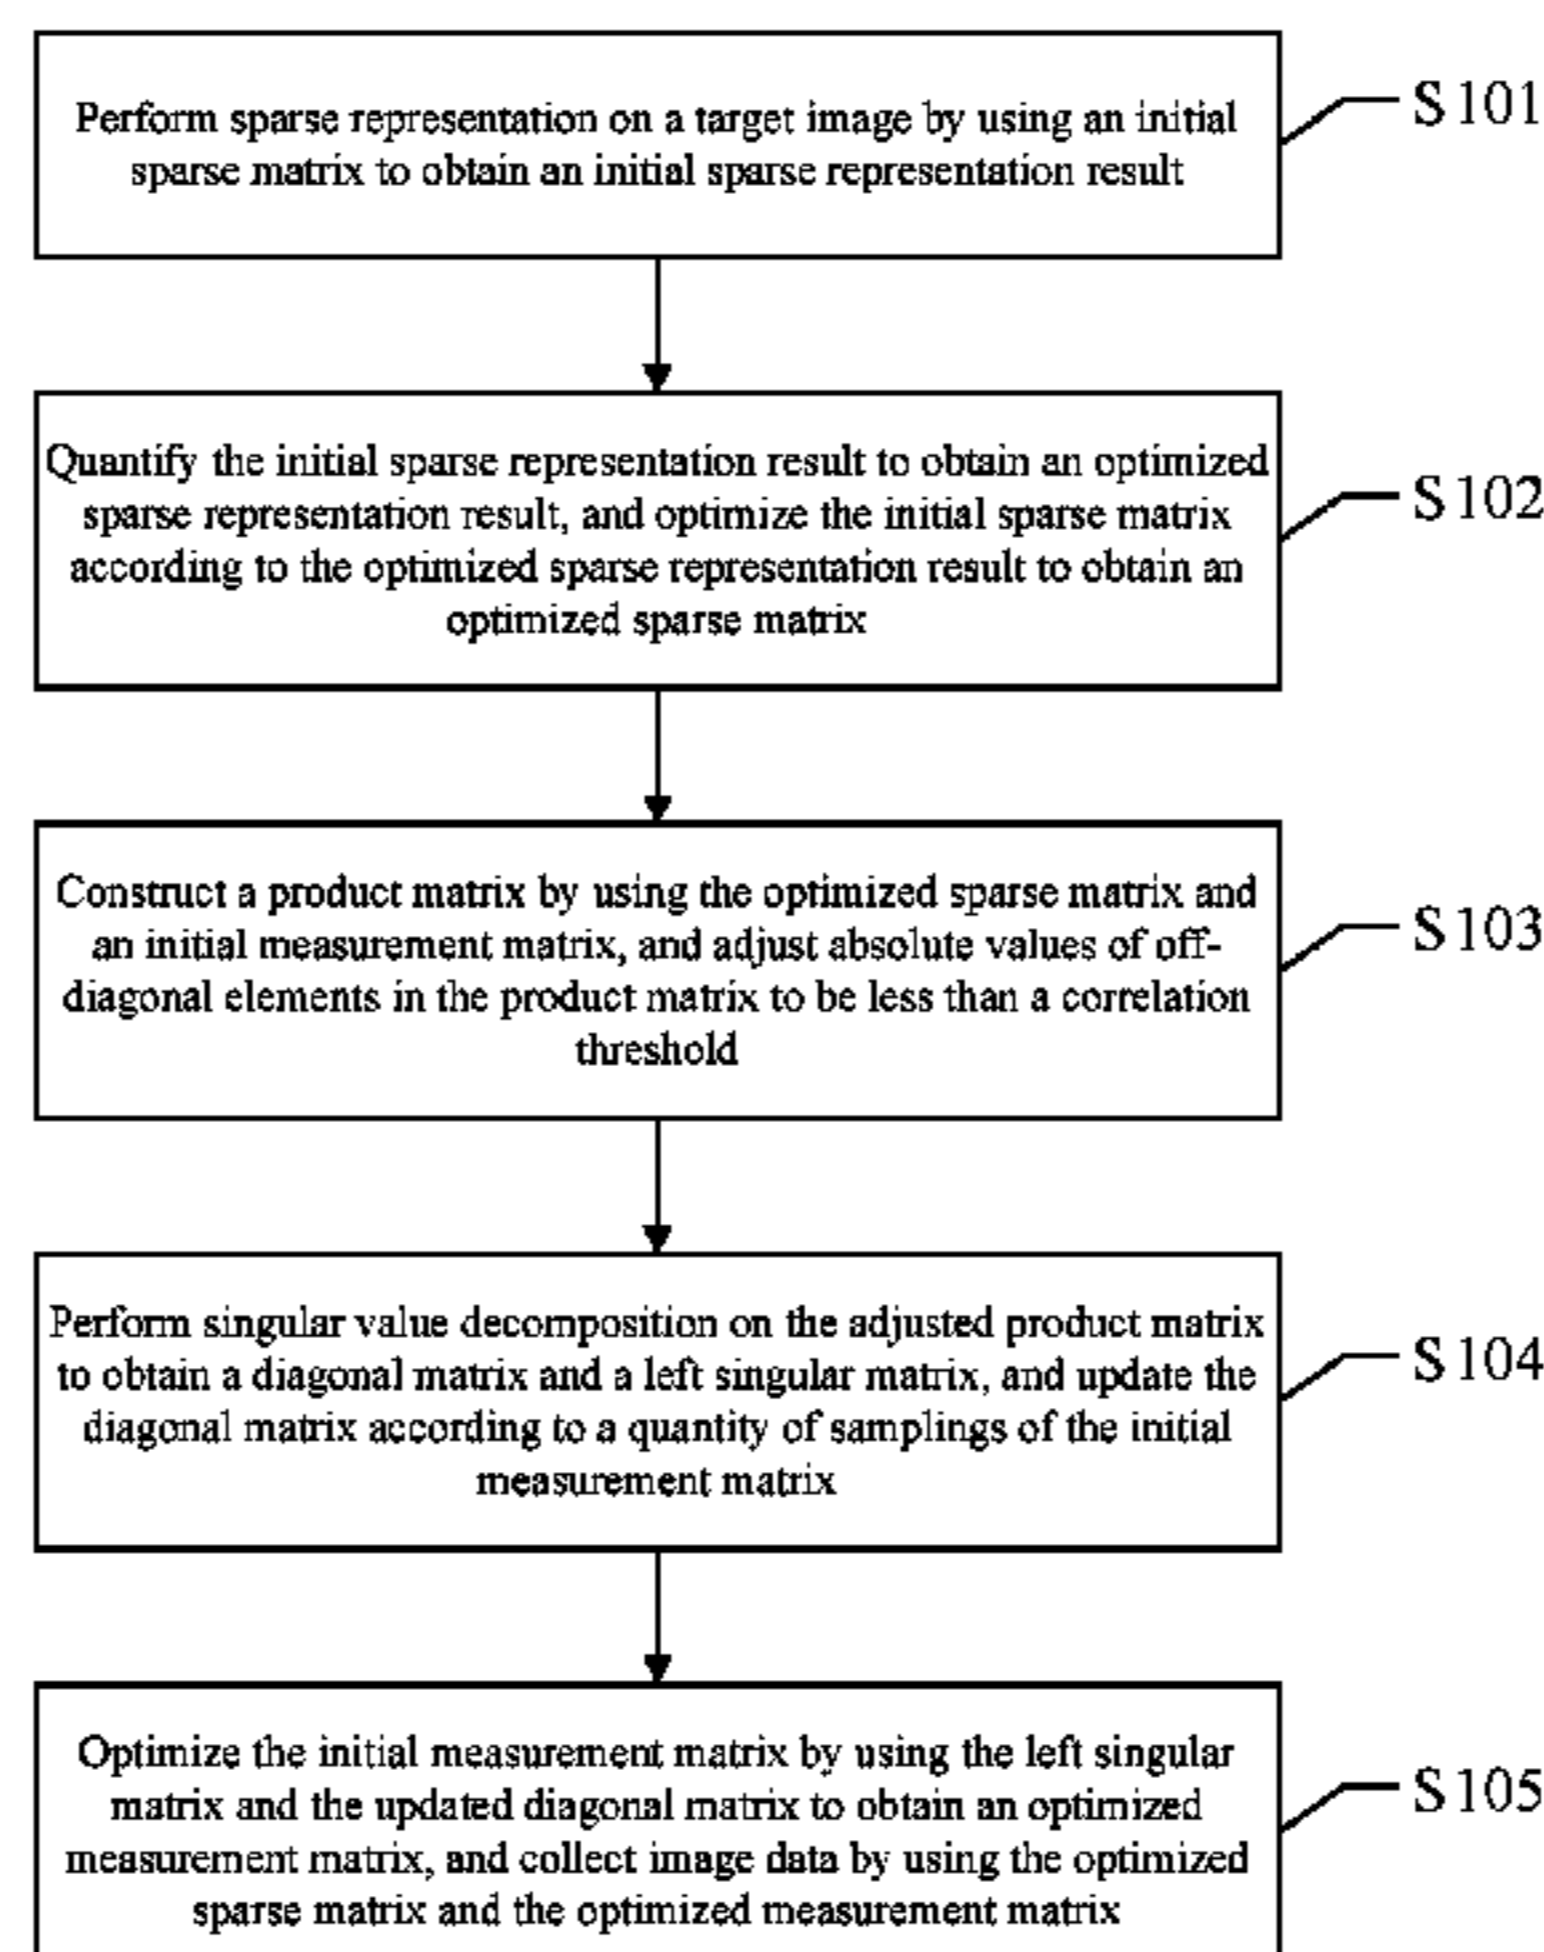 Perform sparse representation on a target image by using an initial
sparse matrix to obtain an initial sparse representation result
S101
Quantify the initial sparse representation result to obtain an optimized
sparse representation result, and optimize the initial sparse matrix
according to the optimized sparse representation result to obtain an
optimized sparse matrix
S102
Construct a product matrix by using the optimized sparse matrix and
an initial measurement matrix, and adjust absolute values of off-
diagonal elements in the product matrix to be less than a correlation
threshold
S103
Perform singular value decomposition on the adjusted product matrix
to obtain a diagonal matrix and a left singular matrix, and update the
diagonal matrix according to a quantity of samplings of the initial
measurement matrix
S104
Optimize the initial measurement matrix by using the left singular
matrix and the updated diagonal matrix to obtain an optimized
measurement matrix, and collect image data by using the optimized
sparse matrix and the optimized measurement matrix
S105